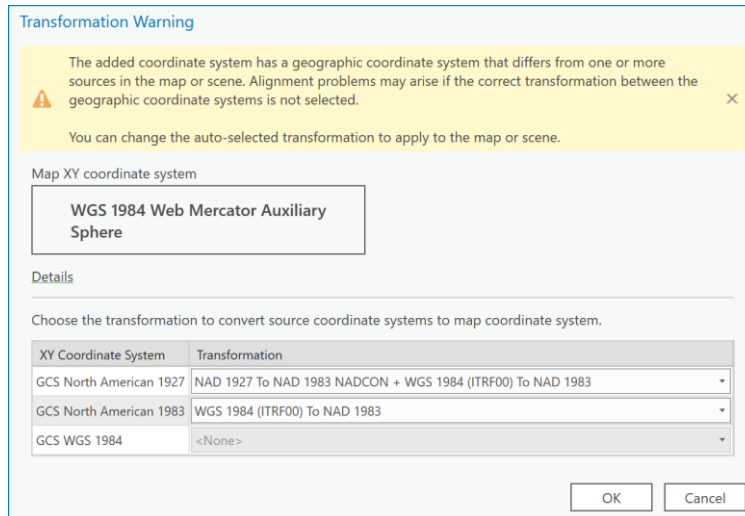 Transformation Warning
The added coordinate system has a geographic coordinate system that differs from one or more
sources in the map or scene. Alignment problems may arise if the correct transformation between the
geographic coordinate systems is not selected.
You can change the auto-selected transformation to apply to the map or scene.
Map XY coordinate system
WGS 1984 Web Mercator Auxiliary
Sphere
Details
Choose the transformation to convert source coordinate systems to map coordinate system.
XY Coordinate System Transformation
GCS North American 1927 NAD 1927 To NAD 1983 NADCON + WGS 1984 (ITRF00) To NAD 1983
GCS North American 1983 WGS 1984 (ITRF00) To NAD 1983
GCS WGS 1984 <None>
OK Cancel